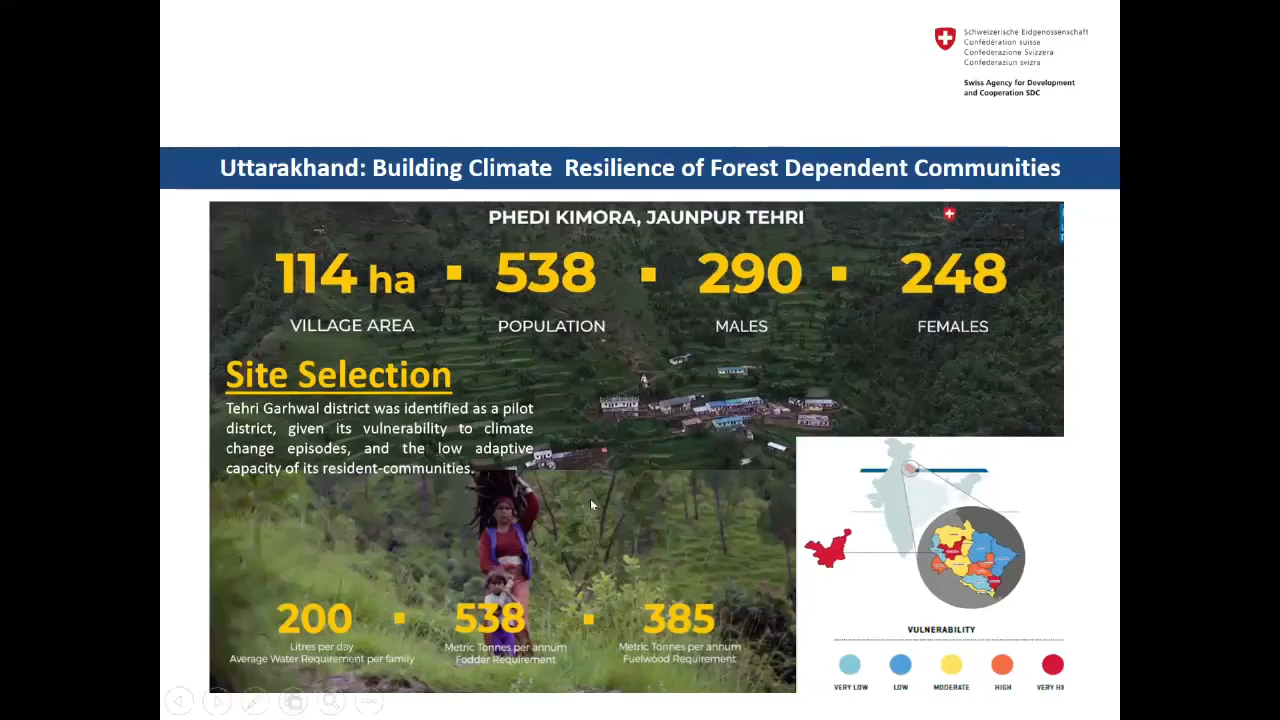 Schweizerische Eidgenossenschaft
Confédération suisse
Confederazione Svizzera
Confederaziun svizra
Swiss Agency for Development
and Cooperation SDC
Uttarakhand: Building Climate  Resilience of Forest Dependent Communities
PHEDI KIMORA, JAUNPUR TEHRI
114 ha ▪ 538 ▪ 290 ▪ 248
VILLAGE AREA POPULATION MALES FEMALES
Site Selection
Tehri Garhwal district was identified as a pilot
district, given its vulnerability to climate
change episodes, and the low adaptive
capacity of its resident-communities.
200 ▪ 538 ▪ 385
Litres per day Metric Tonnes per annum Metric Tonnes per annum
Average Water Requirement per family Fodder Requirement Fuelwood Requirement
VULNERABILITY
VERY LOW LOW MODERATE HIGH VERY HI